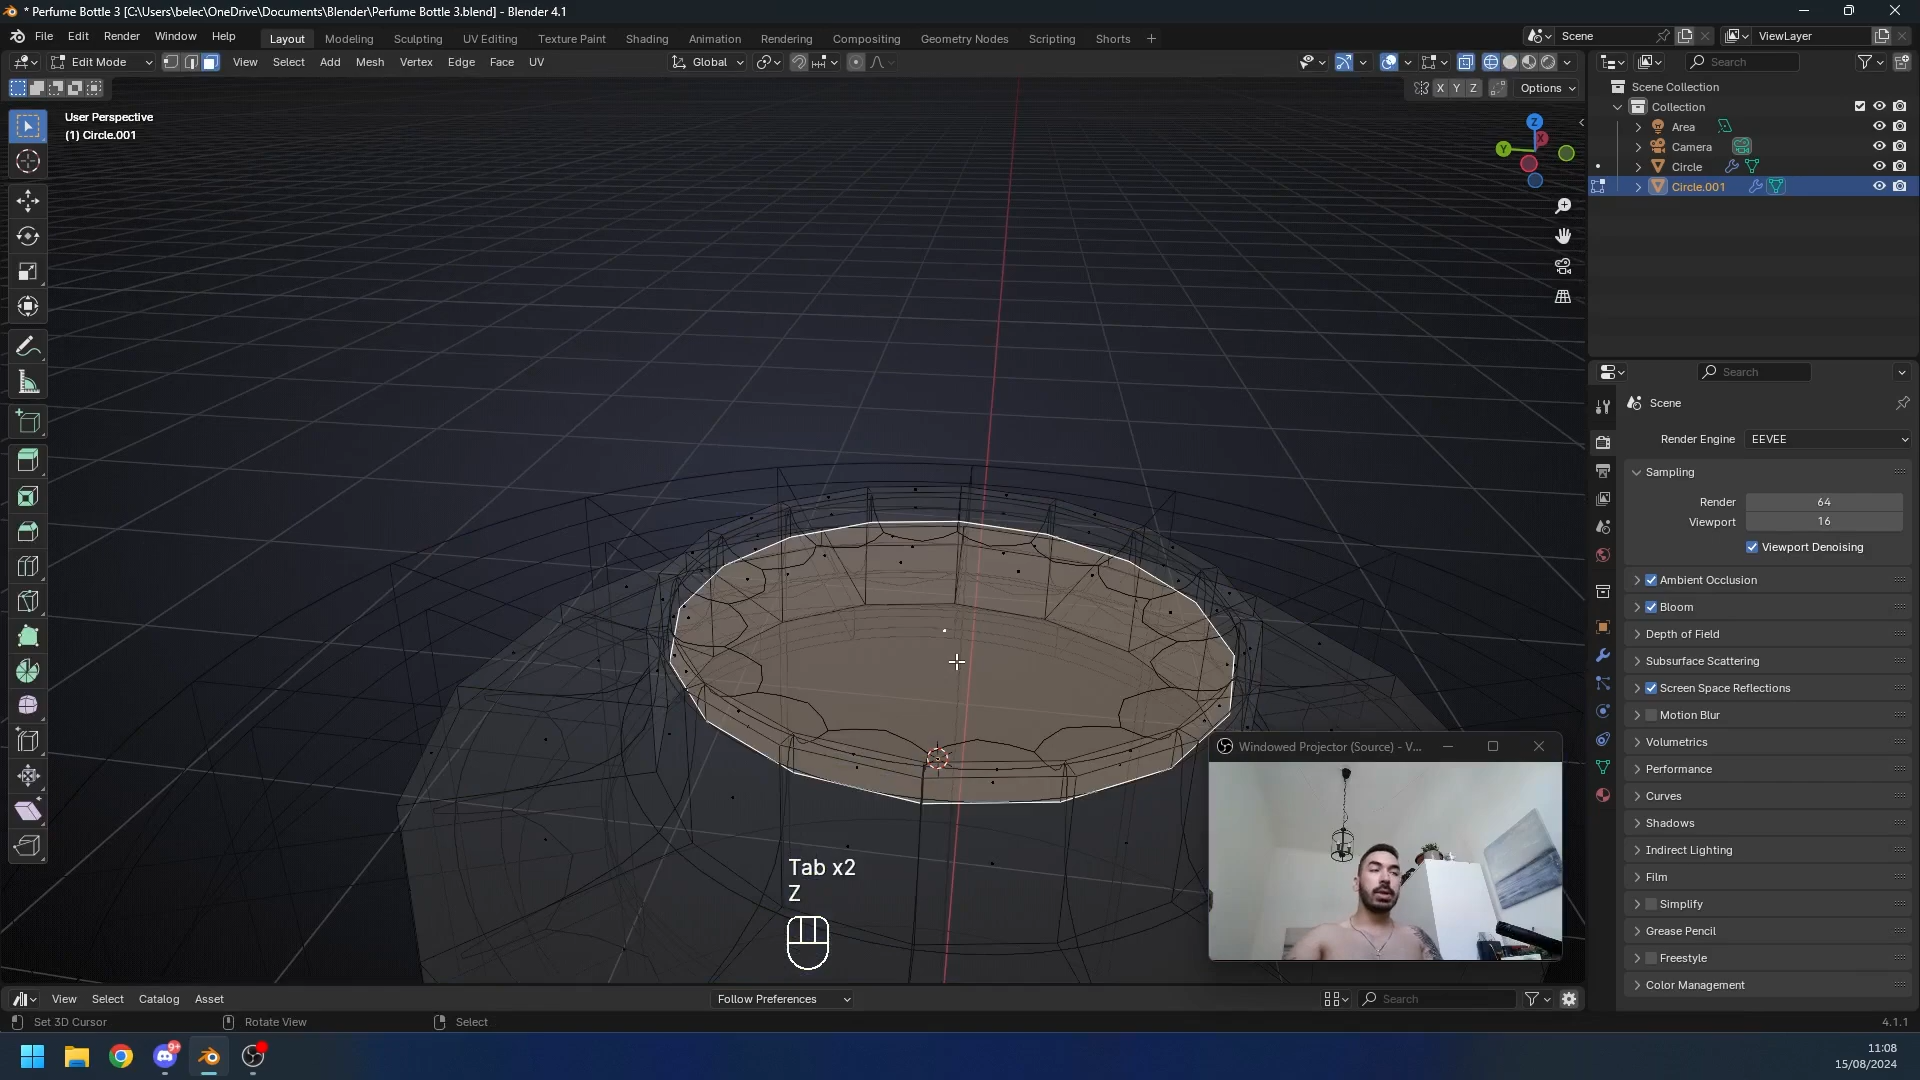 * Perfume Bottle 3 [C:\Users\belec\OneDrive\Documents\Blender\Perfume Bottle 3.blend] - Blender 4.1
File Edit Render Window Help Layout Modeling Sculpting UV Editing Texture Paint Shading Animation Rendering Compositing Geometry Nodes Scripting Shorts + Scene ViewLayer
Edit Mode View Select Add Mesh Vertex Edge Face UV Global Search
X Y Z Options
User Perspective
(1) Circle.001
Scene Collection
Collection
Area
Camera
Circle
Circle.001
Z
X
Y
Search
Scene
Render Engine EEVEE
Sampling
Render 64
Viewport 16
Viewport Denoising
Ambient Occlusion
Bloom
Depth of Field
Subsurface Scattering
Screen Space Reflections
Motion Blur
Volumetrics
Performance
Curves
Shadows
Indirect Lighting
Film
Simplify
Grease Pencil
Freestyle
Color Management
Windowed Projector (Source) - V...
Tab x2
Z
View Select Catalog Asset Follow Preferences Search
Set 3D Cursor Rotate View Select 4.1.1
9+
11:08
15/08/2024